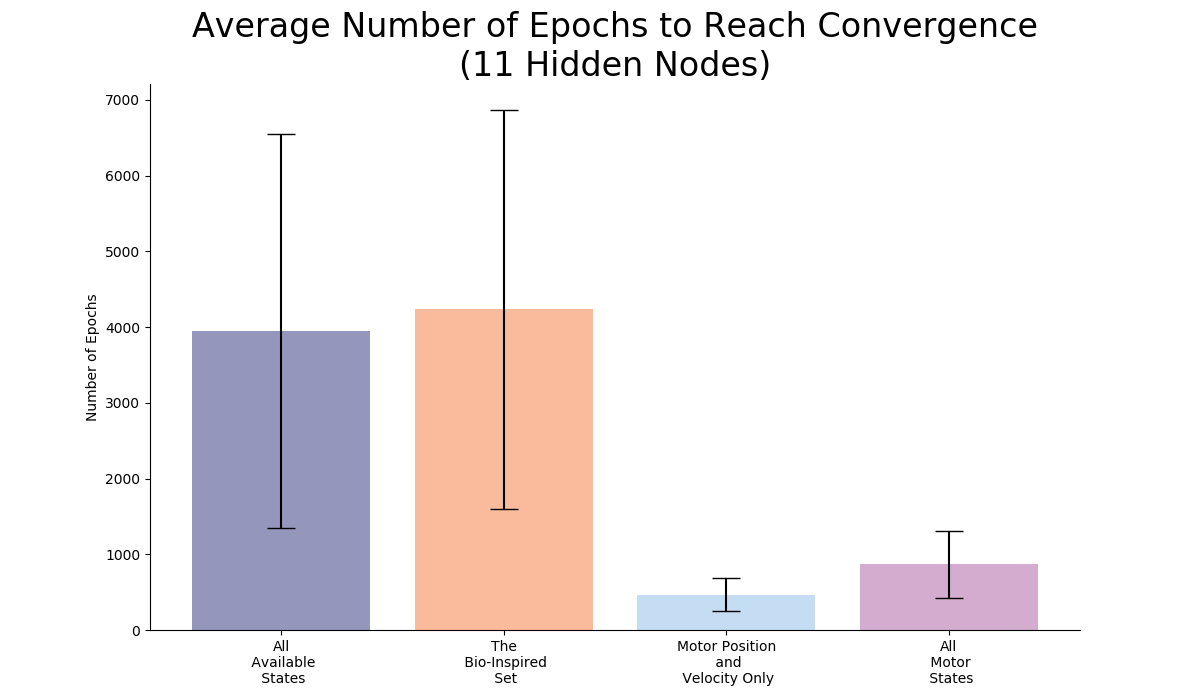 Average Number of Epochs to Reach Convergence
(11 Hidden Nodes)
7000
6000
5000
4000
3000
2000
1000
0
Number of Epochs
All
Available
States
The
Bio-Inspired
Set
Motor Position
and
Velocity Only
All
Motor
States